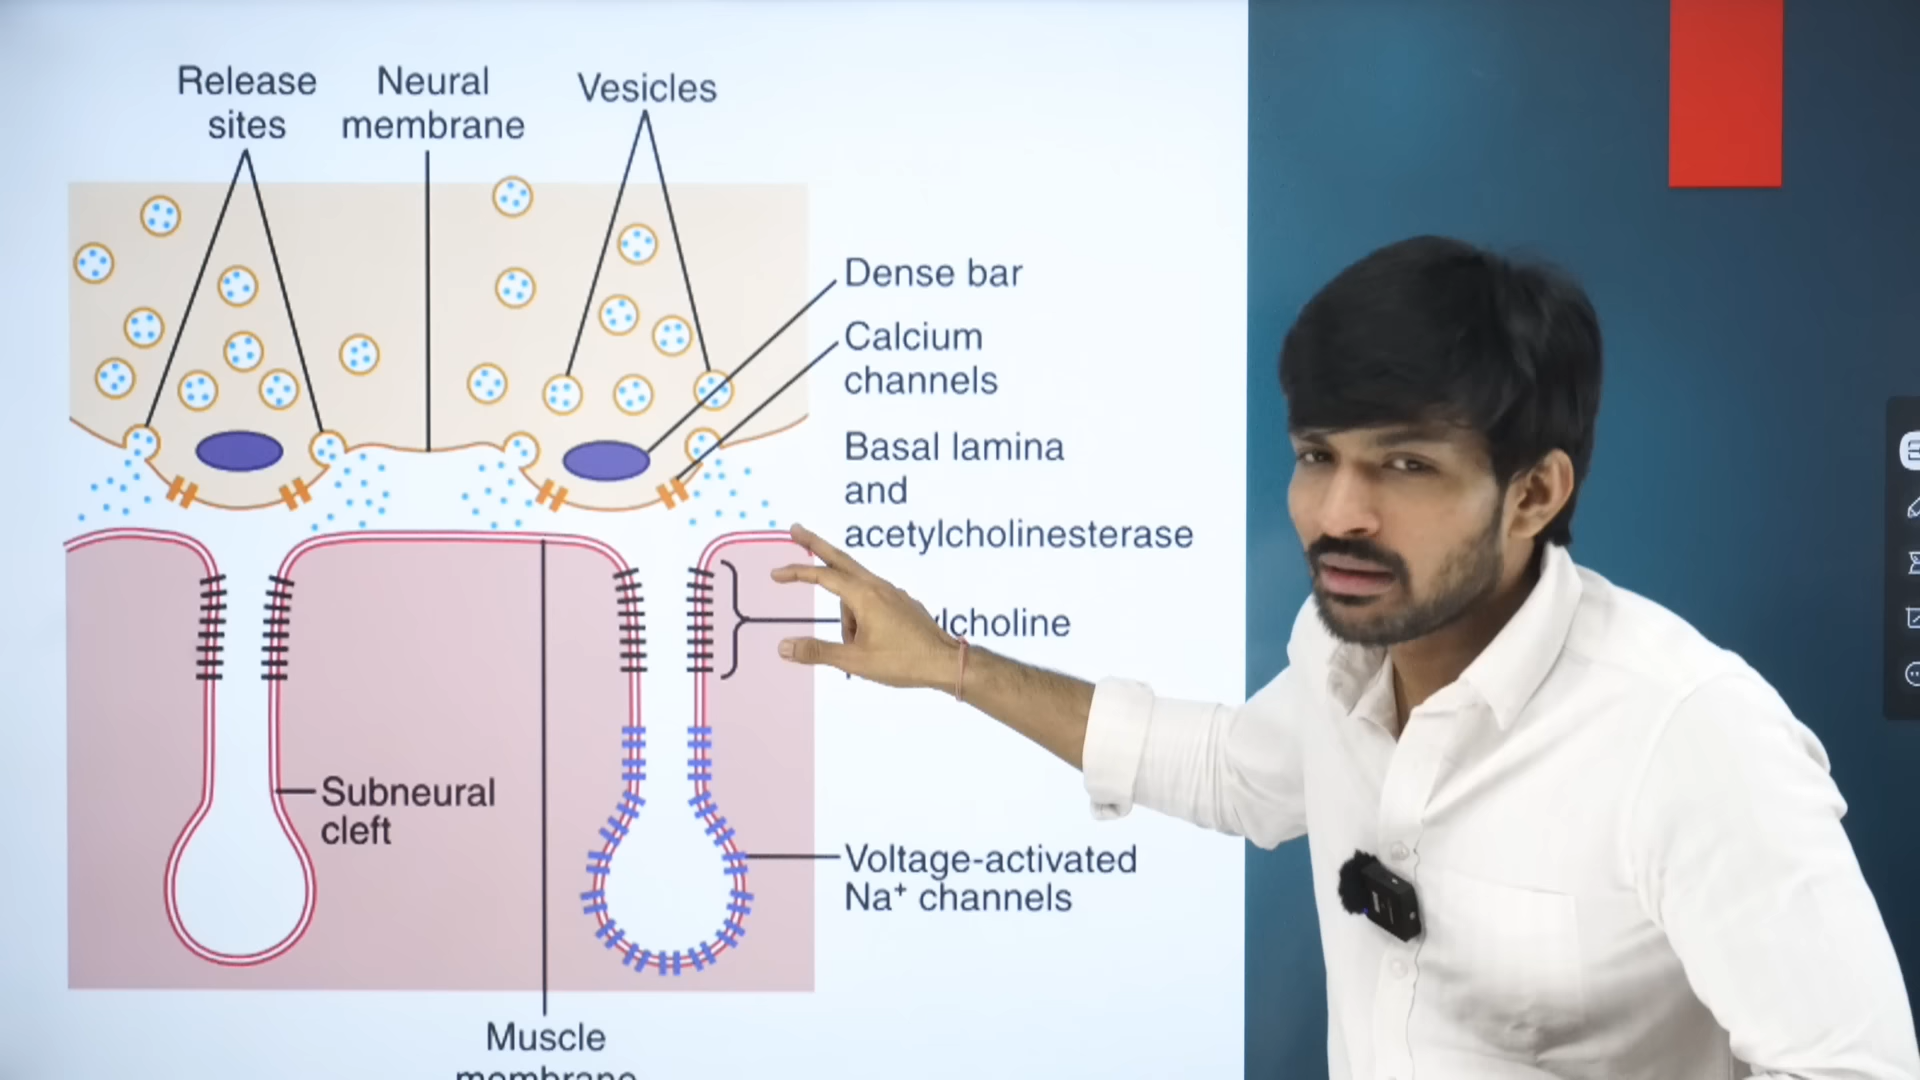 Release
sites
Neural
membrane
Vesicles
Dense bar
Calcium
channels
Basal lamina
and
acetylcholinesterase
Subneural
cleft
Voltage-activated
Na⁺ channels
Muscle